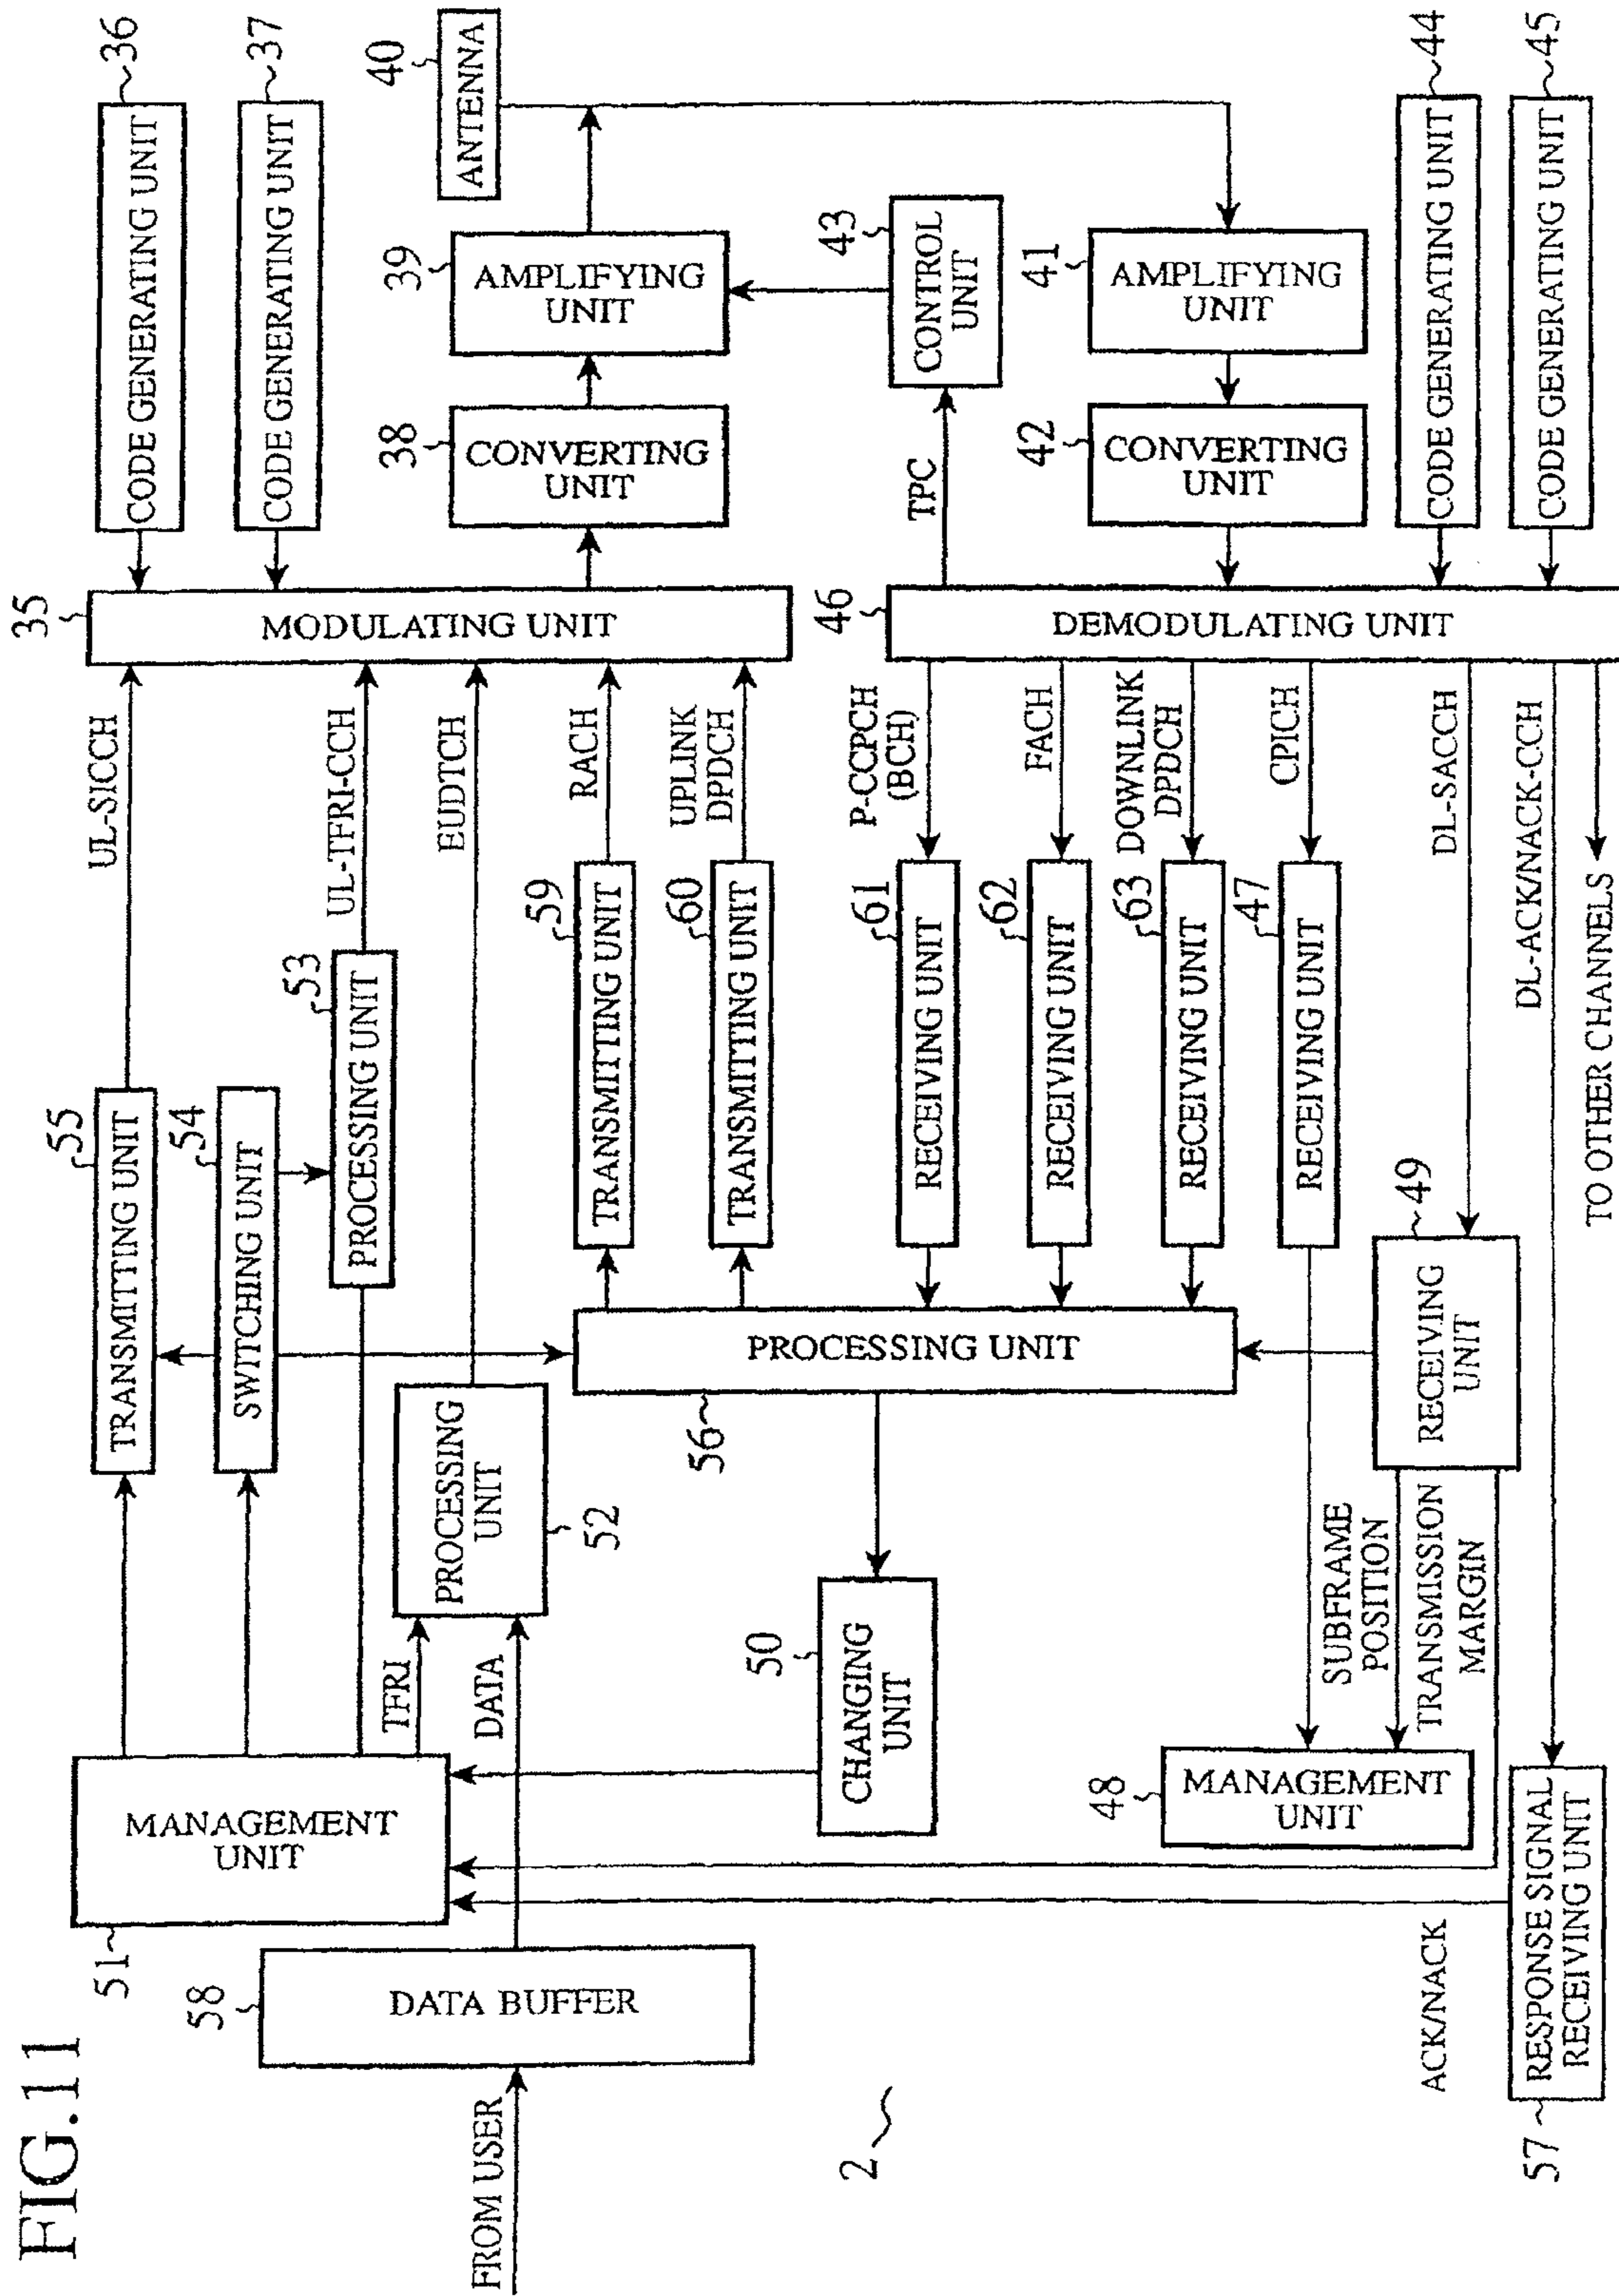 FIG.11
FROM USER
58
DATA BUFFER
51
MANAGEMENT
UNIT
TFRI
DATA
PROCESSING
UNIT
52
55
TRANSMITTING UNIT
54
SWITCHING UNIT
53
PROCESSING UNIT
UL-SICCH
UL-TFRI-CCH
EUDTCH
59
TRANSMITTING UNIT
RACH
60
TRANSMITTING UNIT
UPLINK
DPDCH
35
MODULATING UNIT
36
CODE GENERATING UNIT
37
CODE GENERATING UNIT
38
CONVERTING
UNIT
39
AMPLIFYING
UNIT
40
ANTENNA
43
CONTROL
UNIT
TPC
41
AMPLIFYING
UNIT
42
CONVERTING
UNIT
44
CODE GENERATING UNIT
45
CODE GENERATING UNIT
46
DEMODULATING UNIT
P-CCPCH
(BCH)
FACH
DOWNLINK
DPDCH
CPICH
DL-SACCH
DL-ACK/NACK-CCH
TO OTHER CHANNELS
61
RECEIVING UNIT
62
RECEIVING UNIT
63
RECEIVING UNIT
47
RECEIVING UNIT
PROCESSING UNIT
56
49
RECEIVING
UNIT
50
CHANGING
UNIT
SUBFRAME
POSITION
TRANSMISSION
MARGIN
48
MANAGEMENT
UNIT
ACK/NACK
57
RESPONSE SIGNAL
RECEIVING UNIT
2